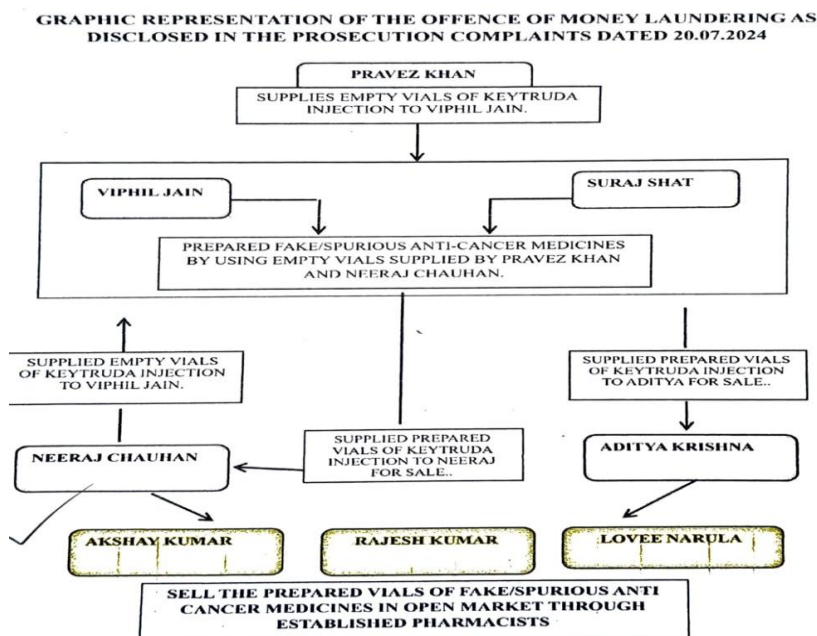 GRAPHIC REPRESENTATION OF THE OFFENCE OF MONEY LAUNDERING AS
DISCLOSED IN THE PROSECUTION COMPLAINTS DATED 20.07.2024
PRAVEZ KHAN
SUPPLIES EMPTY VIALS OF KEYTRUDA
INJECTION TO VIPHIL JAIN.
VIPHIL JAIN
SURAJ SHAT
PREPARED FAKE/SPURIOUS ANTI-CANCER MEDICINES
BY USING EMPTY VIALS SUPPLIED BY PRAVEZ KHAN
AND NEERAJ CHAUHAN.
SUPPLIED EMPTY VIALS
OF KEYTRUDA INJECTION
TO VIPHIL JAIN.
SUPPLIED PREPARED VIALS
OF KEYTRUDA INJECTION
TO ADITYA FOR SALE..
NEERAJ CHAUHAN
SUPPLIED PREPARED
VIALS OF KEYTRUDA
INJECTION TO NEERAJ
FOR SALE..
ADITYA KRISHNA
AKSHAY KUMAR
RAJESH KUMAR
LOVEE NARULA
SELL THE PREPARED VIALS OF FAKE/SPURIOUS ANTI
CANCER MEDICINES IN OPEN MARKET THROUGH
ESTABLISHED PHARMACISTS